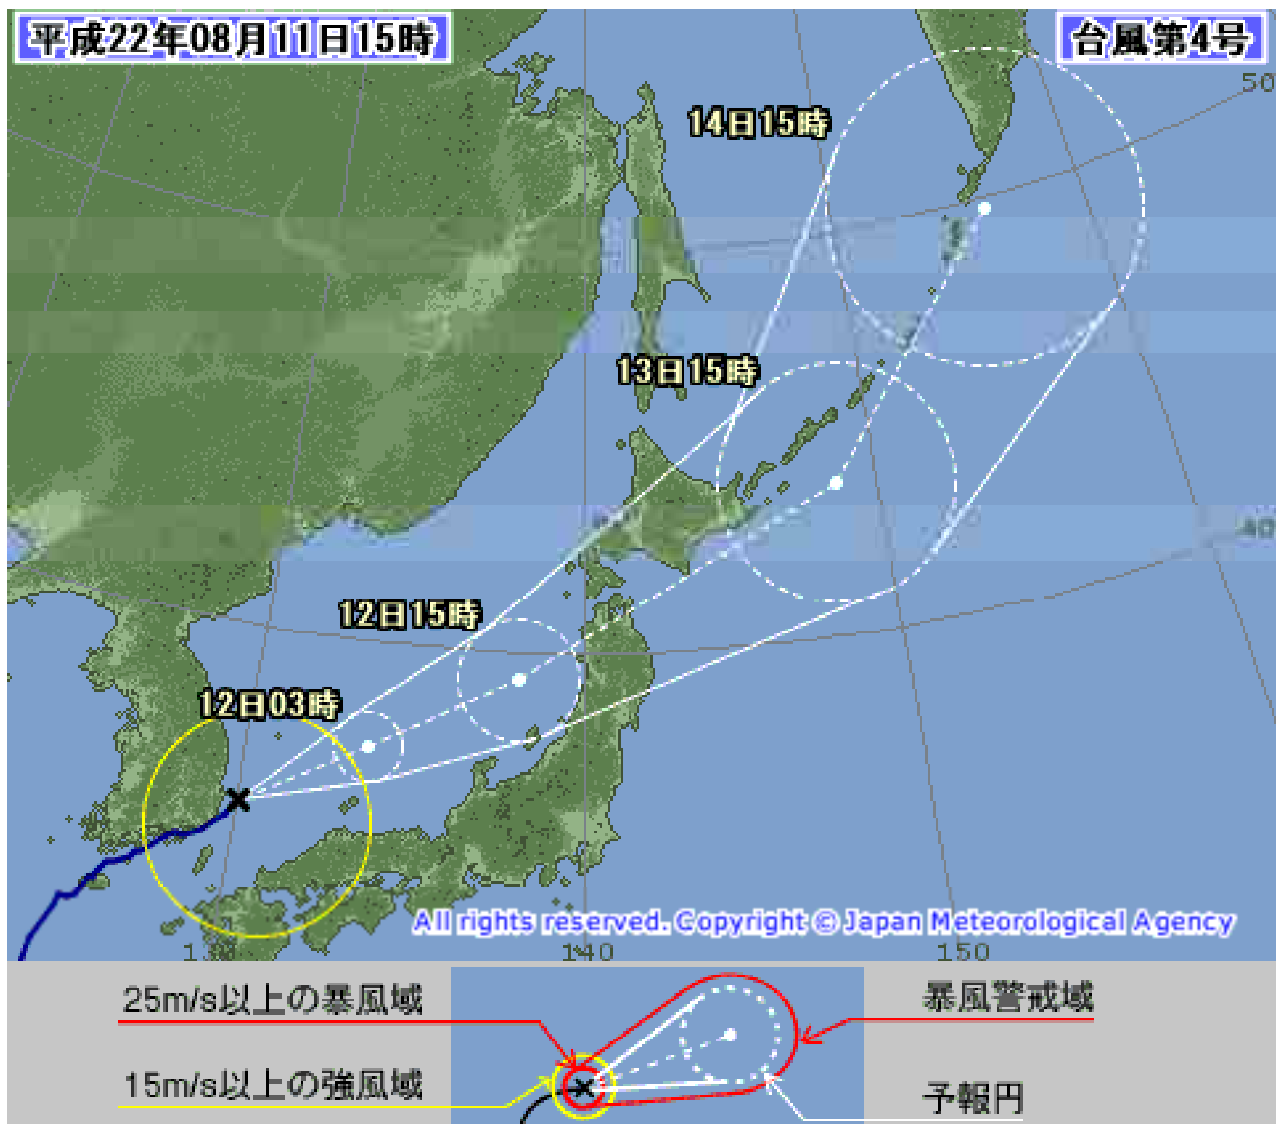 平成22年08月11日15時
台風第4号
50
14日15時
13日15時
40
12日15時
12日03時
All rights reserved. Copyright © Japan Meteorological Agency
130
140
150
25m/s以上の暴風域
暴風警戒域
15m/s以上の強風域
予報円